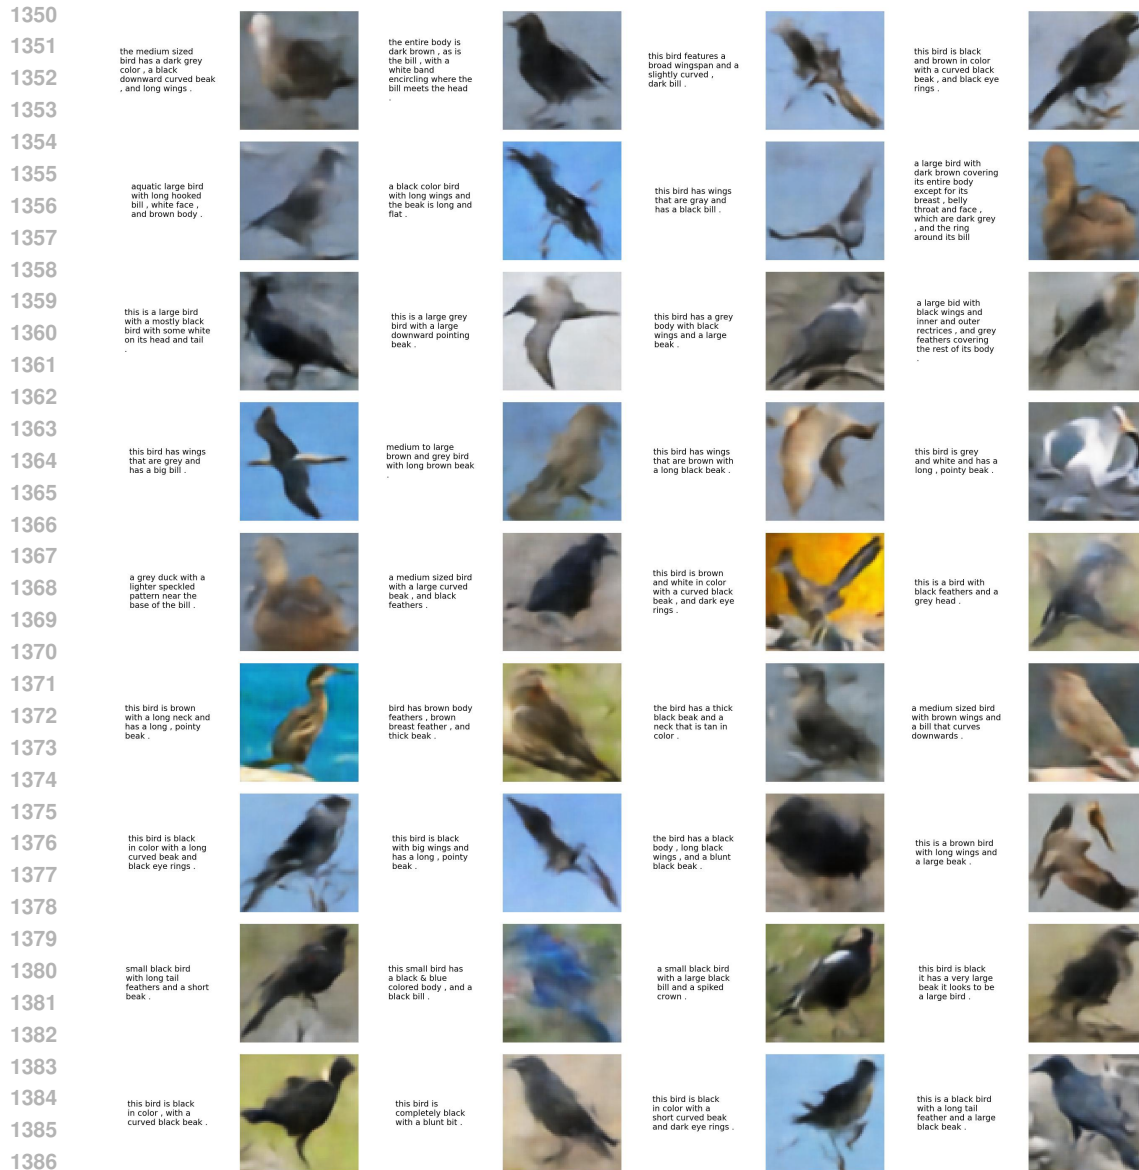 1350
1351
1352
1353
1354
1355
1356
1357
1358
1359
1360
1361
1362
1363
1364
1365
1366
1367
1368
1369
1370
1371
1372
1373
1374
1375
1376
1377
1378
1379
1380
1381
1382
1383
1384
1385
1386
the medium sized
bird has a dark grey
color , a black
downward curved beak
, and long wings .
the entire body is
dark brown , as is
the bill , with a
white band
encircling where the
bill meets the head
.
this bird features a
broad wingspan and a
slightly curved ,
dark bill .
this bird is black
and brown in color
with a curved black
beak , and black eye
rings .
aquatic large bird
with long hooked
bill , white face ,
and brown body .
a black color bird
with long wings and
the beak is long and
flat .
this bird has wings
that are gray and
has a black bill .
a large bird with
dark brown covering
its entire body
except for its
breast , belly
throat and face ,
which are dark grey
, and the ring
around its bill
this is a large bird
with a mostly black
bird with some white
on its head and tail
.
this is a large grey
bird with a large
downward pointing
beak .
this bird has a grey
body with black
wings and a large
beak .
a large bid with
black wings and
inner and outer
rectrices , and grey
feathers covering
the rest of its body
.
this bird has wings
that are grey and
has a big bill .
medium to large
brown and grey bird
with long brown beak
.
this bird has wings
that are brown with
a long black beak .
this bird is grey
and white and has a
long , pointy beak .
a grey duck with a
lighter speckled
pattern near the
base of the bill .
a medium sized bird
with a large curved
beak , and black
feathers .
this bird is brown
and white in color
with a curved black
beak , and dark eye
rings .
this is a bird with
black feathers and a
grey head .
this bird is brown
with a long neck and
has a long , pointy
beak .
bird has brown body
feathers , brown
breast feather , and
thick beak .
the bird has a thick
black beak and a
neck that is tan in
color .
a medium sized bird
with brown wings and
a bill that curves
downwards .
this bird is black
in color with a long
curved beak and
black eye rings .
this bird is black
with big wings and
has a long , pointy
beak .
the bird has a black
body , long black
wings , and a blunt
black beak .
this is a brown bird
with long wings and
a large beak .
small black bird
with long tail
feathers and a short
beak .
this small bird has
a black & blue
colored body , and a
black bill .
a small black bird
with a large black
bill and a spiked
crown .
this bird is black
it has a very large
beak it looks to be
a large bird .
this bird is black
in color , with a
curved black beak .
this bird is
completely black
with a blunt bit .
this bird is black
in color with a
short curved beak
and dark eye rings .
this is a black bird
with a long tail
feather and a large
black beak .